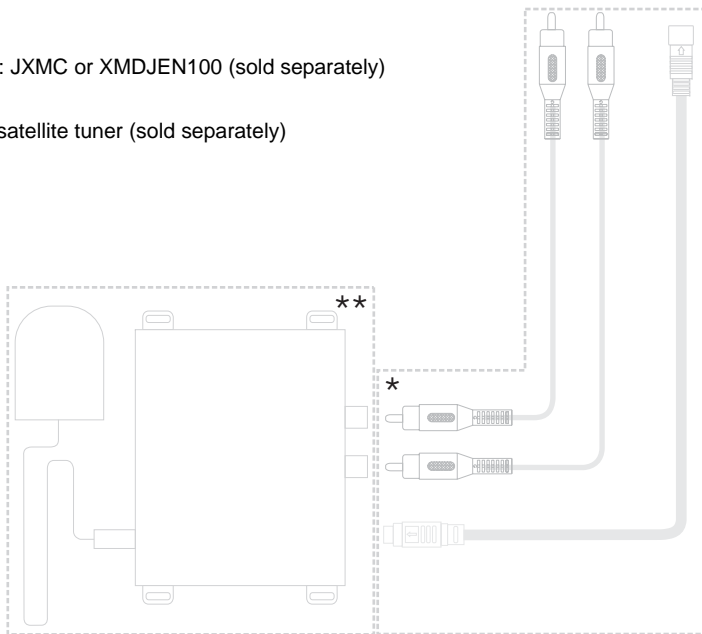 : JXMC or XMDJEN100 (sold separately)
satellite tuner (sold separately)
**
*